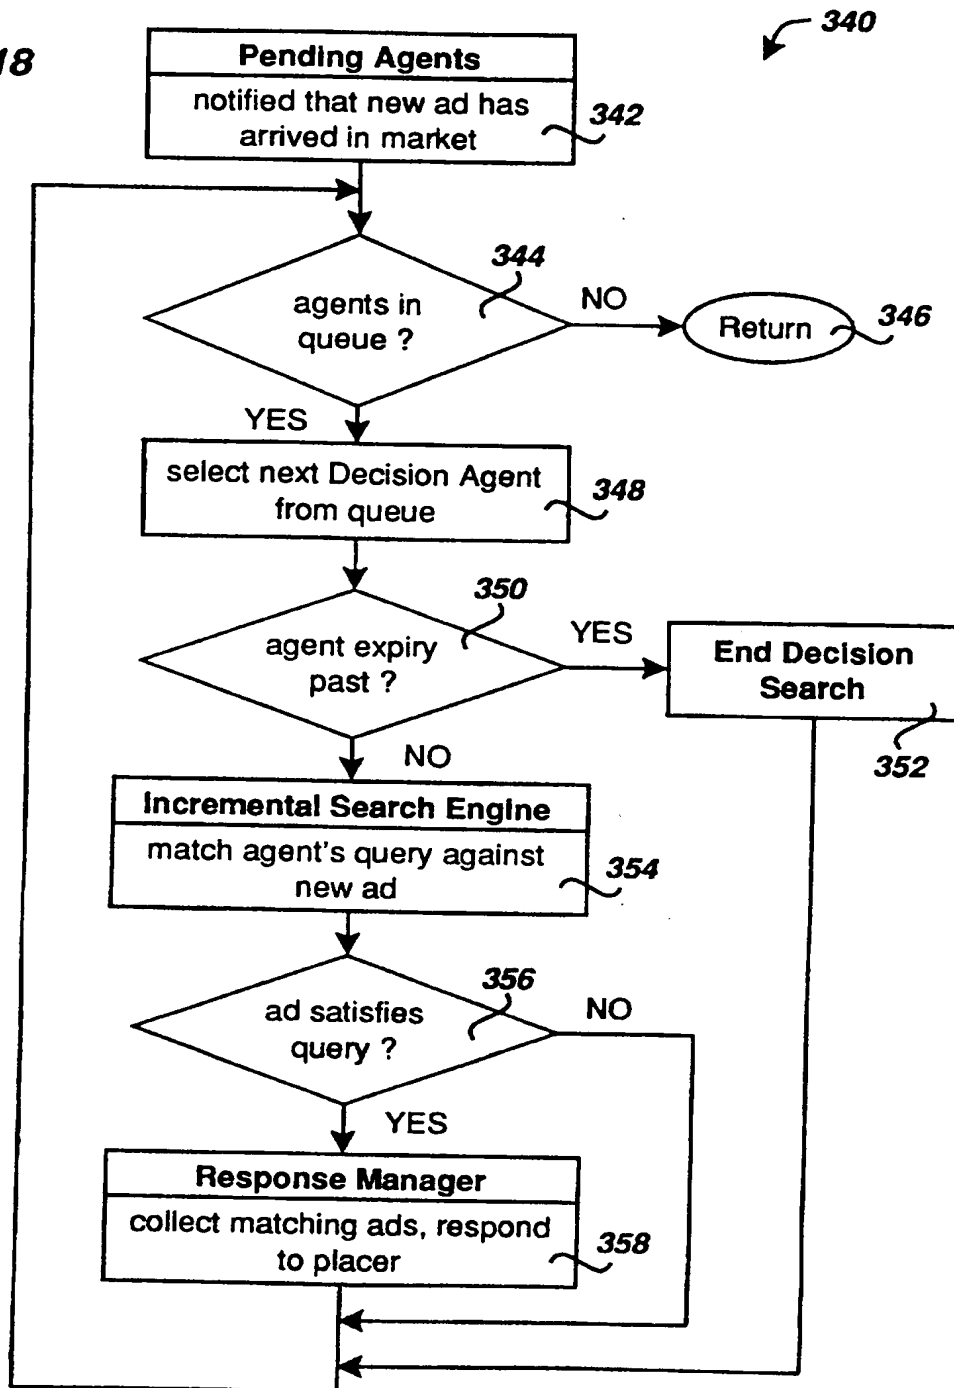 18
340
Pending Agents
notified that new ad has
arrived in market
342
344
agents in
queue ?
NO
Return
346
YES
select next Decision Agent
from queue
348
350
agent expiry
past ?
YES
End Decision
Search
352
NO
Incremental Search Engine
match agent's query against
new ad
354
356
ad satisfies
query ?
NO
YES
Response Manager
collect matching ads, respond
to placer
358